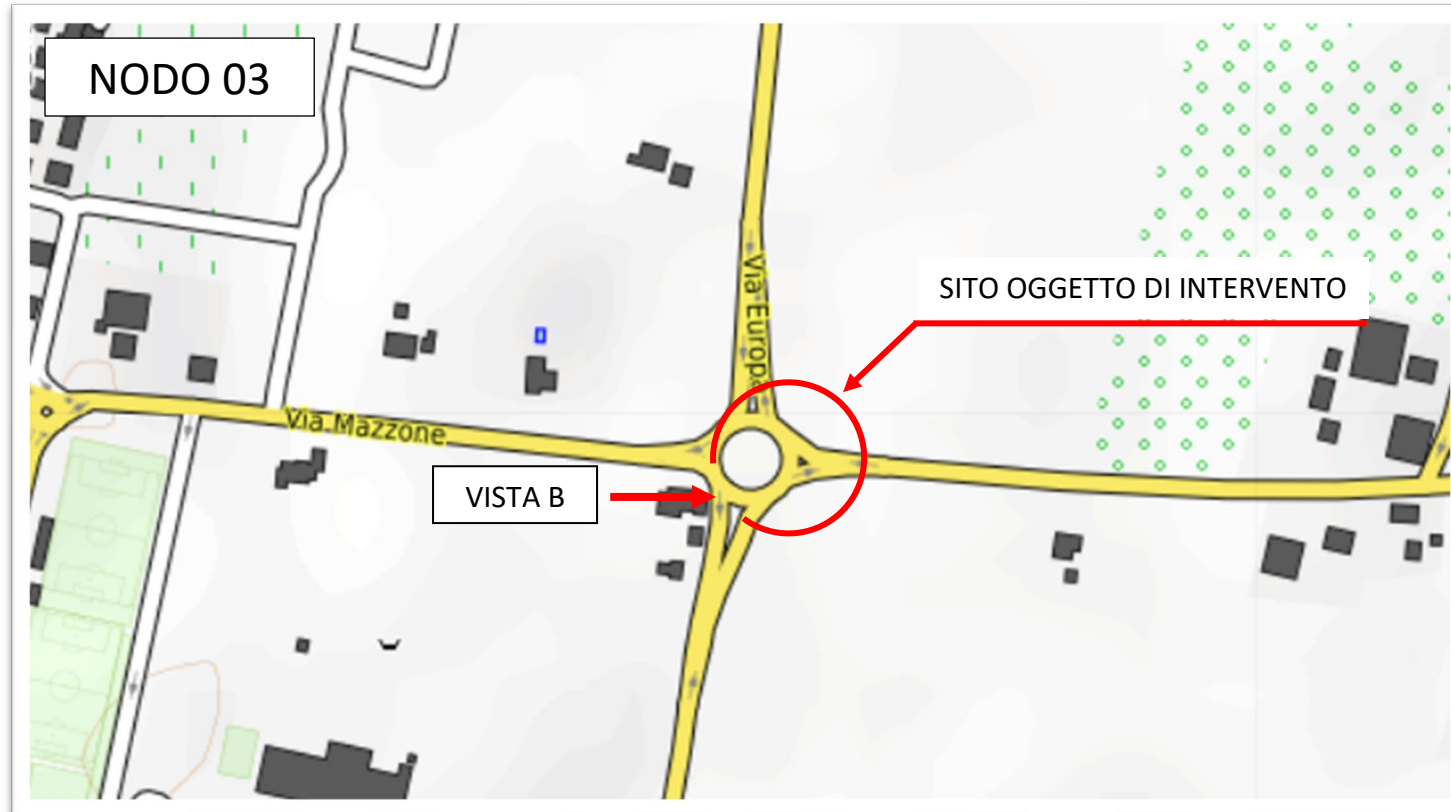 NODO 03
Via Europa
SITO OGGETTO DI INTERVENTO
Via Mazzone
VISTA B